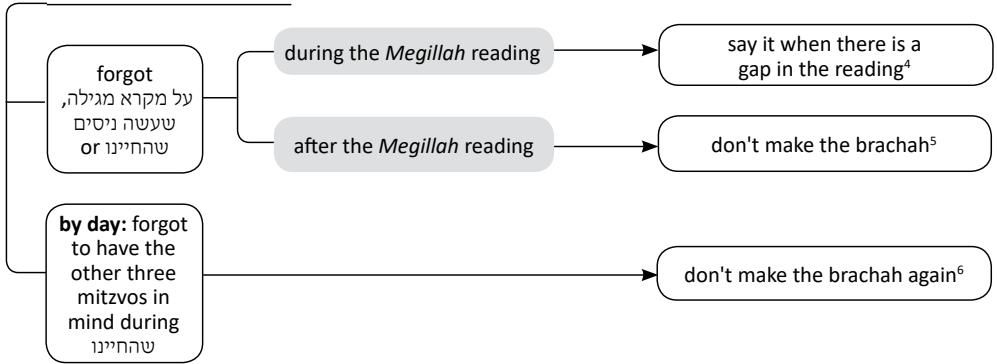 forgot
על מקרא מגילה,
שעשה ניסים
or שהחיינו
during the Megillah reading
say it when there is a
gap in the reading⁴
after the Megillah reading
don't make the brachah⁵
by day: forgot
to have the
other three
mitzvos in
mind during
שהחיינו
don't make the brachah again⁶